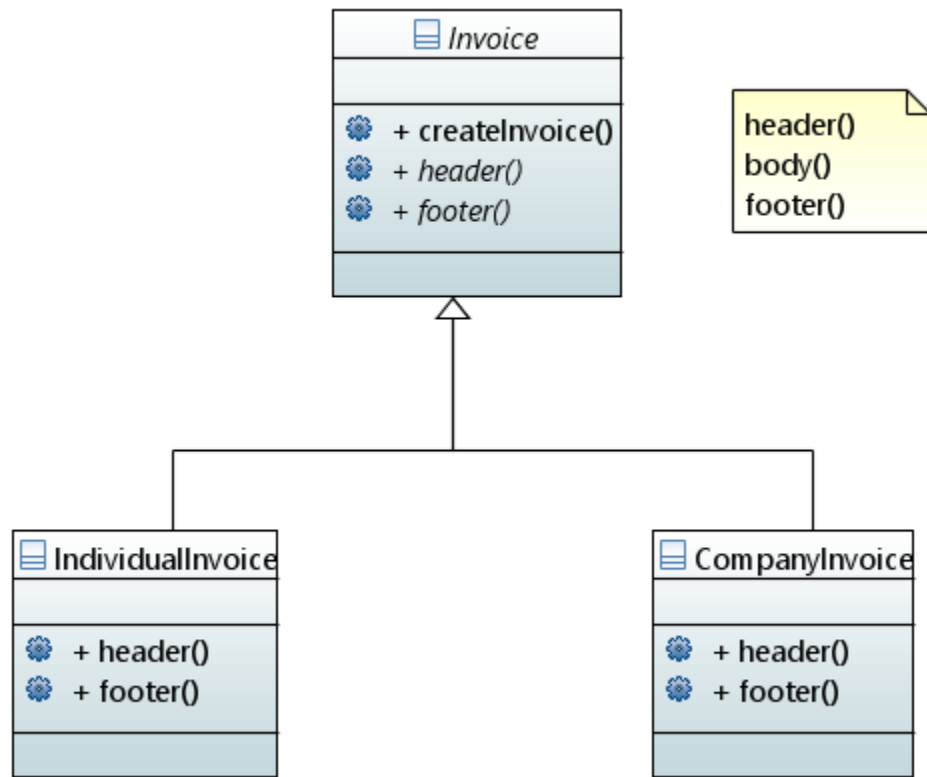 Invoice
+ createInvoice()
+ header()
+ footer()
header()
body()
footer()
IndividualInvoice
+ header()
+ footer()
CompanyInvoice
+ header()
+ footer()